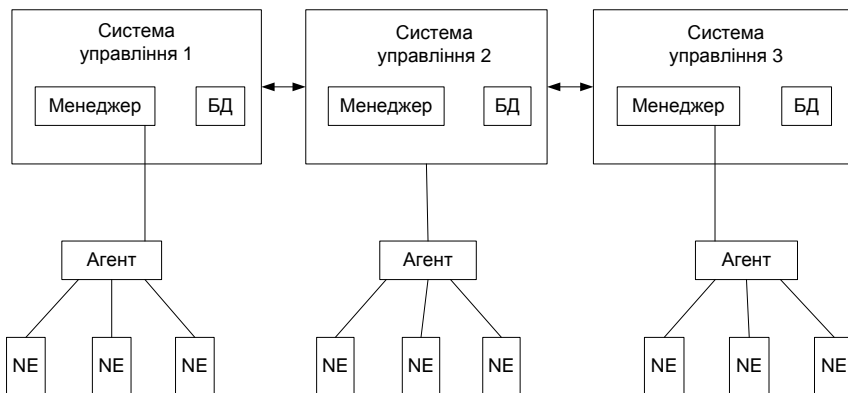 Система
управління 1
Менеджер
БД
Система
управління 2
Менеджер
БД
Система
управління 3
Менеджер
БД
Агент
Агент
Агент
NE
NE
NE
NE
NE
NE
NE
NE
NE